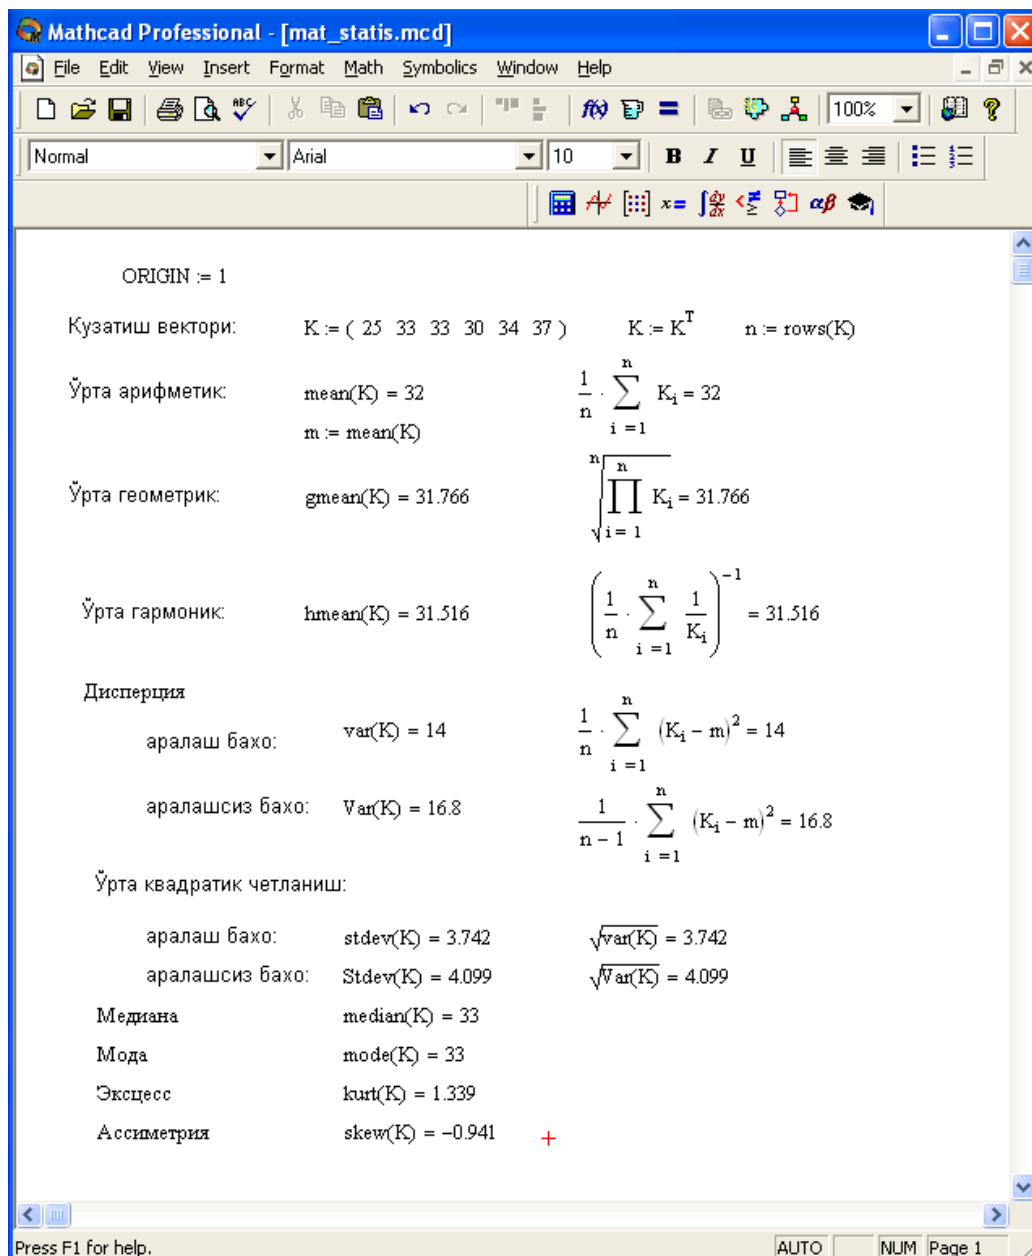 Mathcad Professional - [mat_statis.mcd]
File Edit View Insert Format Math Symbolics Window Help
100%
Normal Arial 10 B I U
ORIGIN := 1
Кузатиш вектори: K := ( 25 33 33 30 34 37 ) K := K^T n := rows(K)
Ўрта арифметик: mean(K) = 32 1/n · ∑_{i = 1}^{n} K_i = 32
m := mean(K)
Ўрта геометрик: gmean(K) = 31.766 ⁿ√(∏_{i = 1}^{n} K_i) = 31.766
Ўрта гармоник: hmean(K) = 31.516 (1/n · ∑_{i = 1}^{n} 1/K_i)^{-1} = 31.516
Дисперция
аралаш бахо: var(K) = 14 1/n · ∑_{i = 1}^{n} (K_i − m)^2 = 14
аралашсиз бахо: Var(K) = 16.8 1/(n − 1) · ∑_{i = 1}^{n} (K_i − m)^2 = 16.8
Ўрта квадратик четланиш:
аралаш бахо: stdev(K) = 3.742 √var(K) = 3.742
аралашсиз бахо: Stdev(K) = 4.099 √Var(K) = 4.099
Медиана median(K) = 33
Мода mode(K) = 33
Эксцесс kurt(K) = 1.339
Ассиметрия skew(K) = −0.941
Press F1 for help. AUTO NUM Page 1